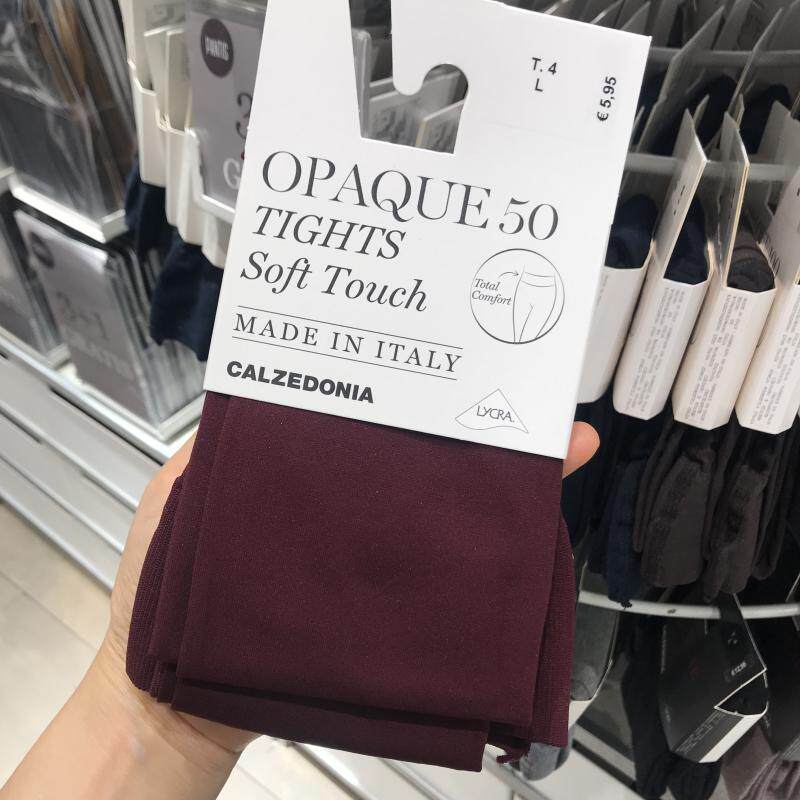 T. 4
L
€ 5,95
OPAQUE 50
TIGHTS
Soft Touch
Total
Comfort
MADE IN ITALY
CALZEDONIA
LYCRA.